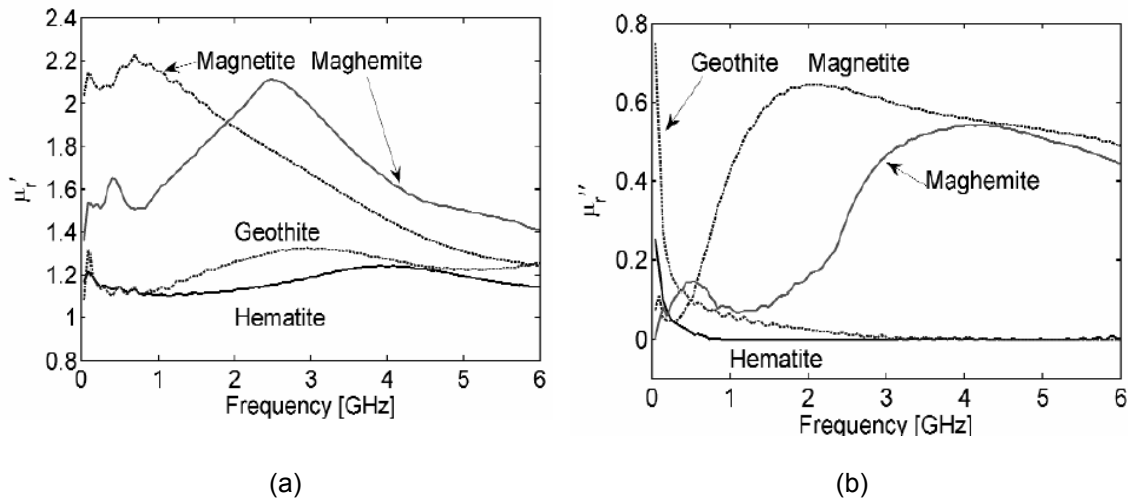 2.4
2.2
2
1.8
1.6
1.4
1.2
1
0.8
μr'
Magnetite
Maghemite
Geothite
Hematite
0 1 2 3 4 5 6
Frequency [GHz]
(a)
0.8
0.6
0.4
0.2
0
μr''
Geothite
Magnetite
Maghemite
Hematite
0 1 2 3 4 5 6
Frequency [GHz]
(b)